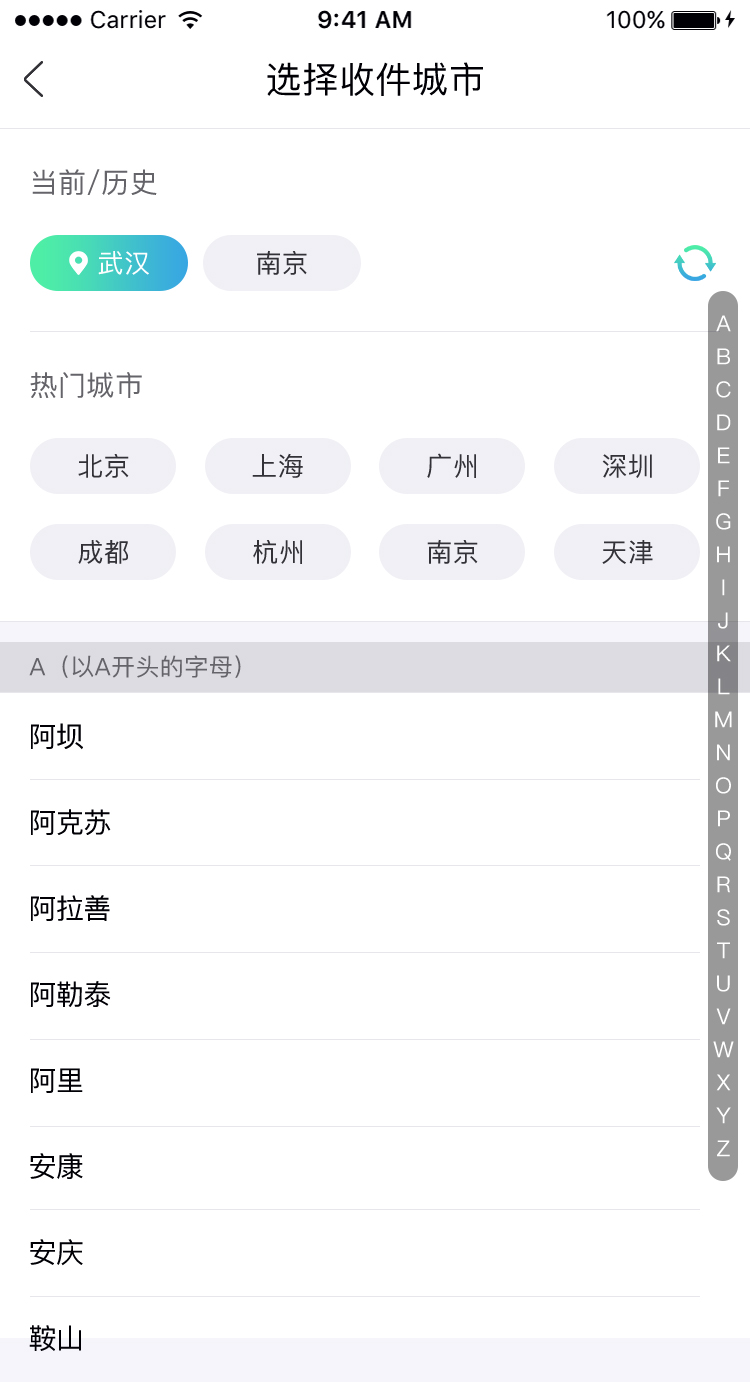 Carrier 9:41 AM 100%
选择收件城市
当前/历史
武汉 南京
热门城市
北京 上海 广州 深圳
成都 杭州 南京 天津
A（以A开头的字母）
阿坝
阿克苏
阿拉善
阿勒泰
阿里
安康
安庆
鞍山
A
B
C
D
E
F
G
H
I
J
K
L
M
N
O
P
Q
R
S
T
U
V
W
X
Y
Z